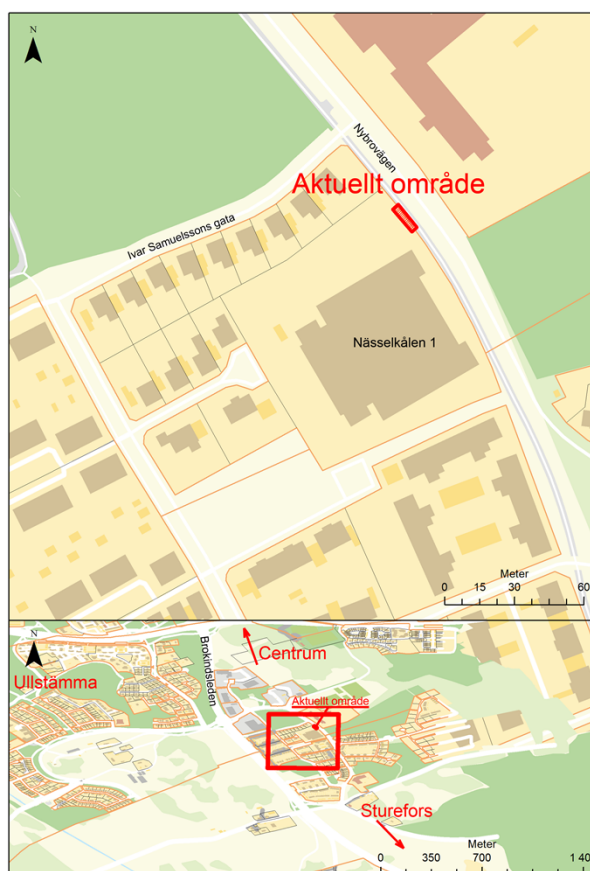 N
Nybrovägen
Aktuellt område
Ivar Samuelssons gata
Nässelkålen 1
Meter
0 15 30 60
N
Centrum
Brokindsleden
Ullstämma
Aktuellt område
Sturefors
Meter
0 350 700 1 40